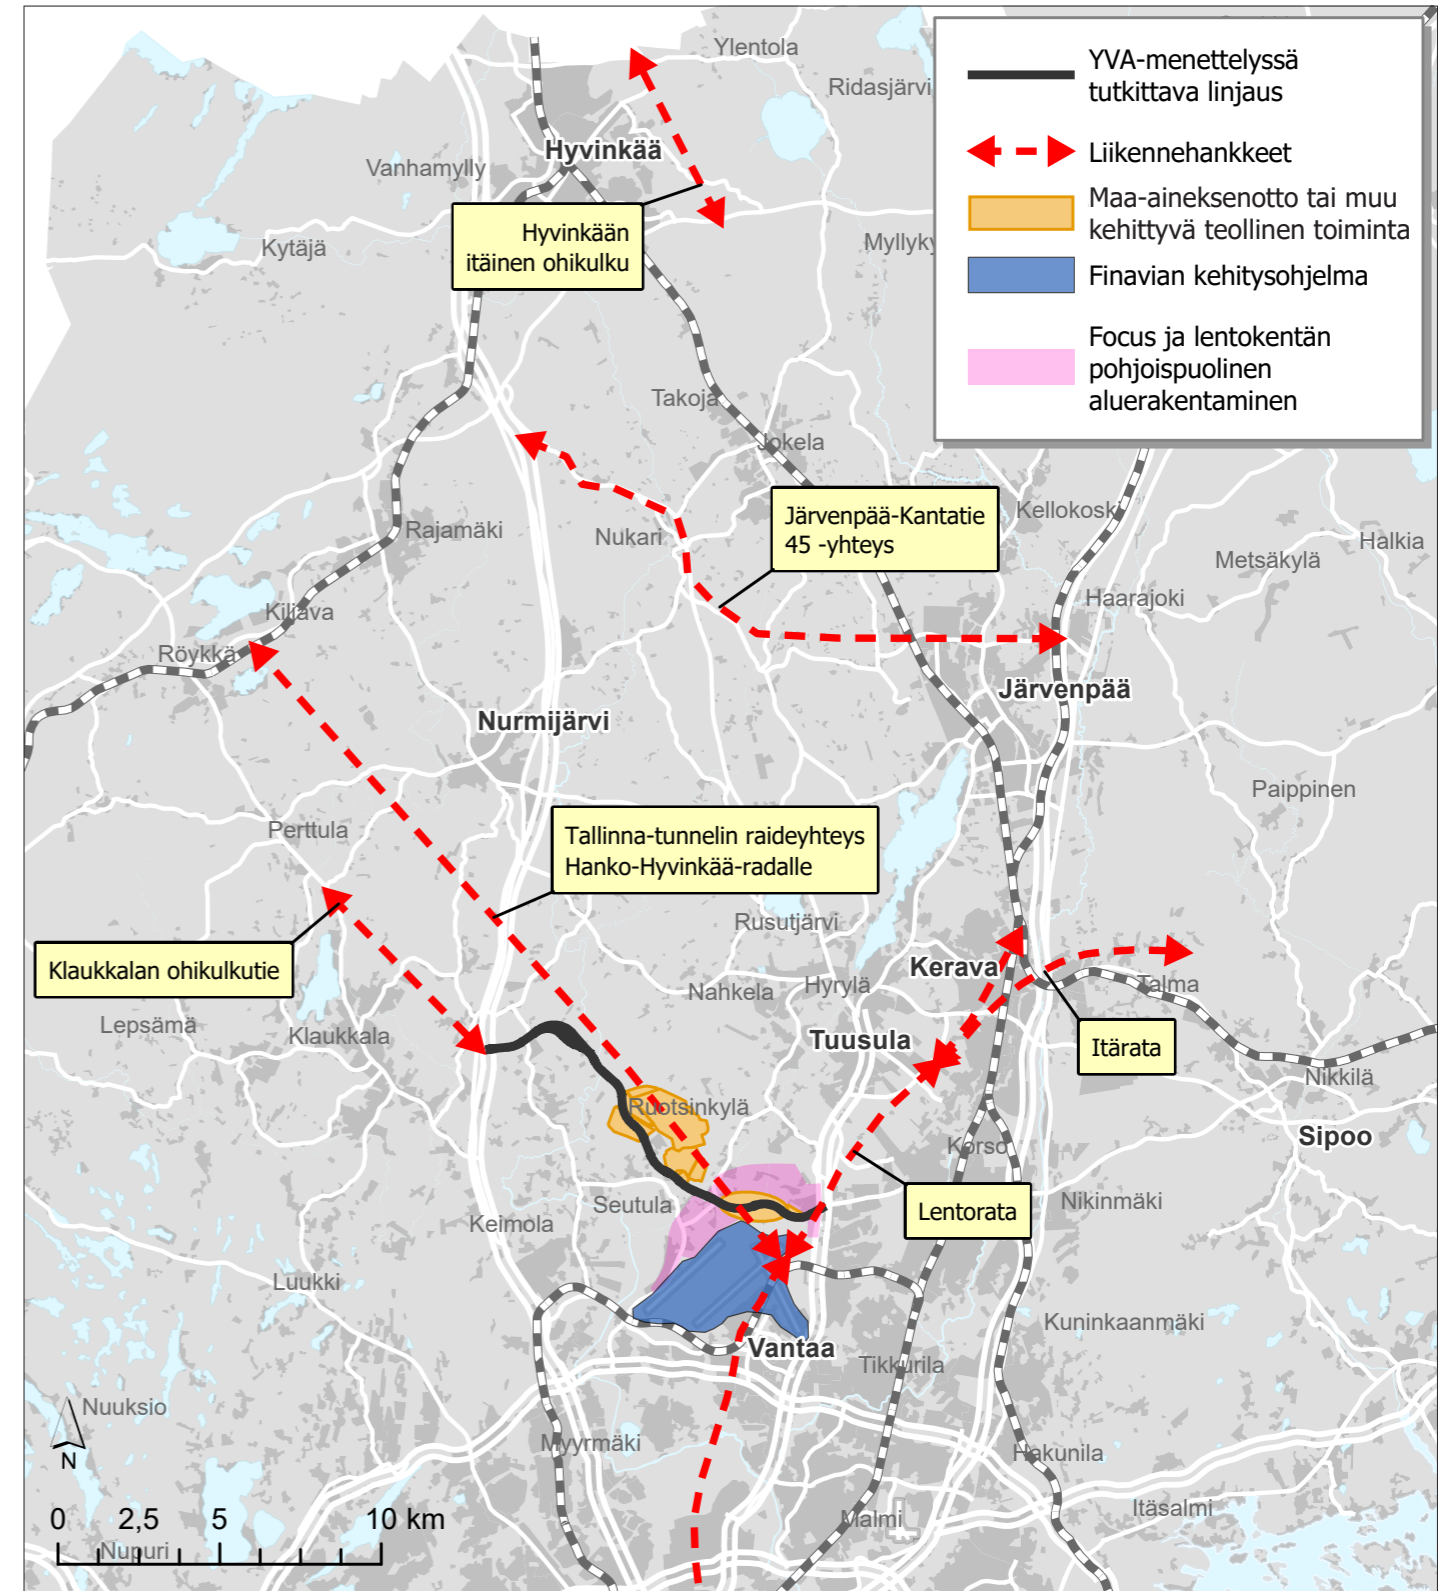 YVA-menettelyssä
tutkittava linjaus
Liikennehankkeet
Maa-aineksenotto tai muu
kehittyvä teollinen toiminta
Finavian kehitysohjelma
Focus ja lentokentän
pohjoispuolinen
aluerakentaminen
Ylentola
Ridasjärvi
Hyvinkää
Vanhamylly
Hyvinkään
itäinen ohikulku
Kytäjä
Myllyky
Takoja
Jokela
Järvenpää-Kantatie
45 -yhteys
Kellokoski
Rajamäki
Nukari
Halkia
Metsäkylä
Haarajoki
Kiljava
Röykkä
Järvenpää
Nurmijärvi
Paippinen
Perttula
Tallinna-tunnelin raideyhteys
Hanko-Hyvinkää-radalle
Rusutjärvi
Klaukkalan ohikulkutie
Kerava
Nahkela
Hyrylä
Talma
Lepsämä
Klaukkala
Tuusula
Itärata
Nikkilä
Ruotsinkylä
Sipoo
Korso
Seutula
Nikinmäki
Keimola
Lentorata
Luukki
Kuninkaanmäki
Vantaa
Tikkurila
Nuuksio
Myyrmäki
Hakunila
N
Itäsalmi
Malmi
0 2,5 5 10 km
Nupuri